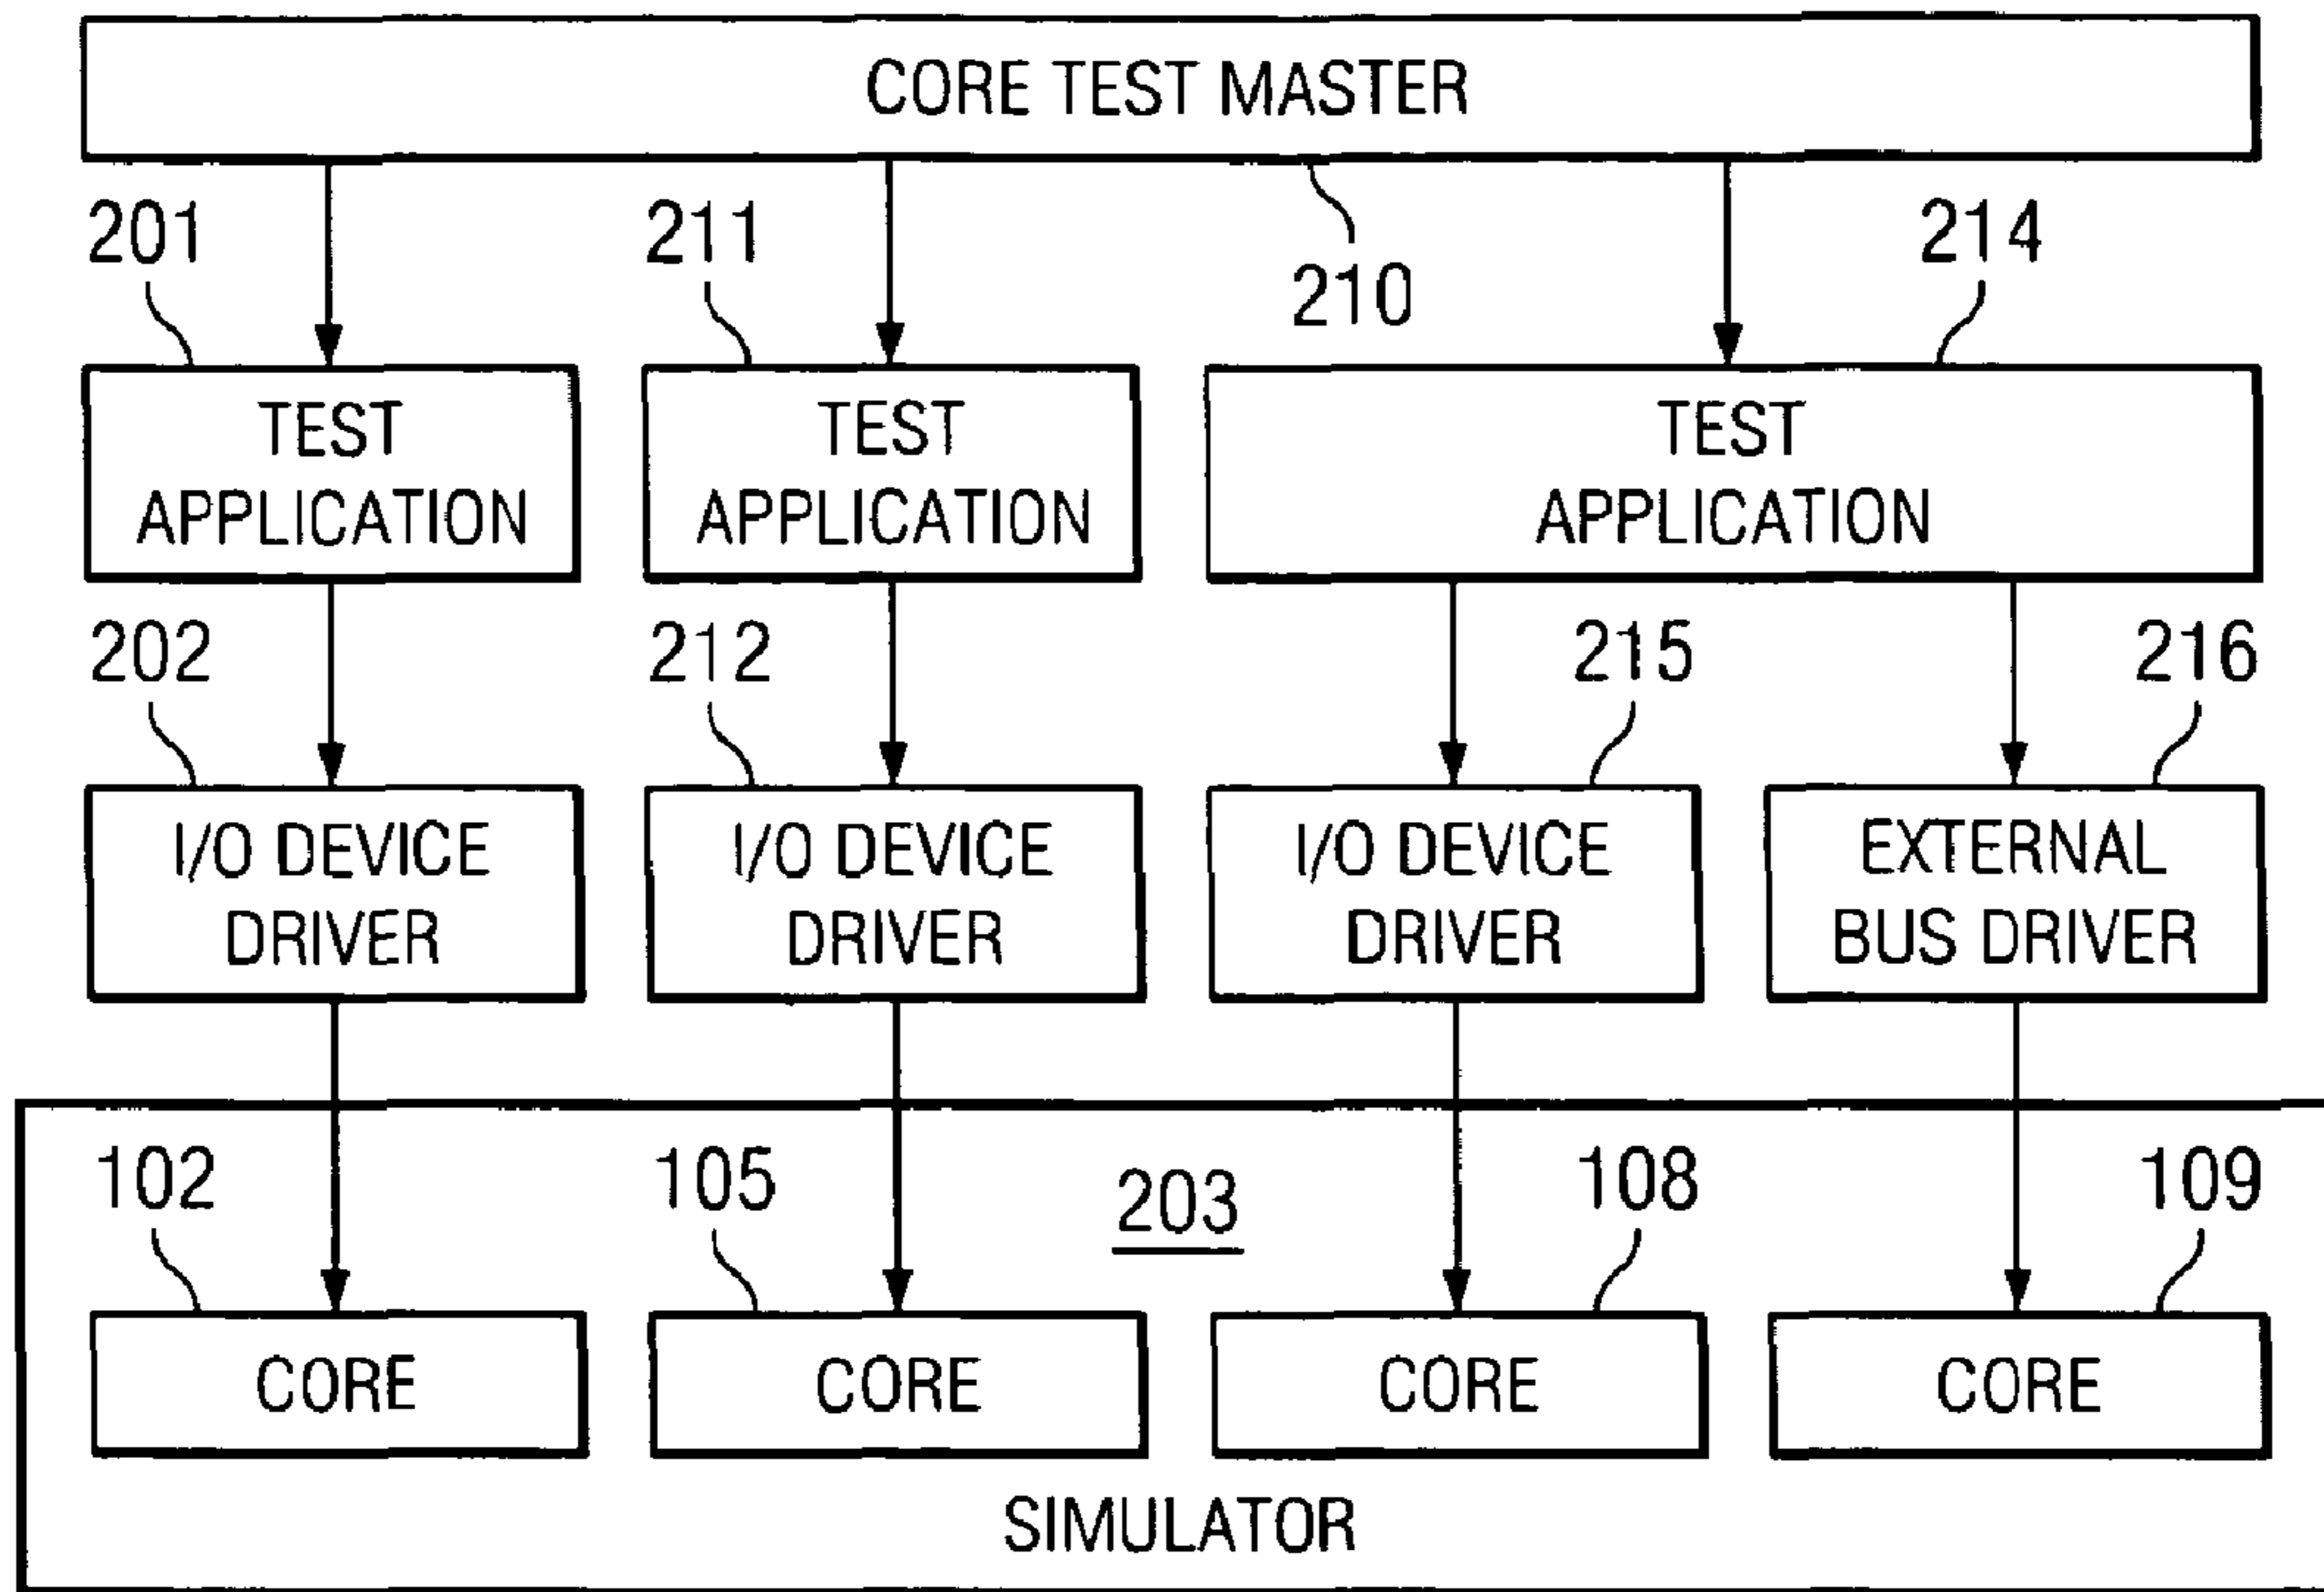 CORE TEST MASTER
201
211
210
214
TEST
APPLICATION
TEST
APPLICATION
TEST
APPLICATION
202
212
215
216
I/O DEVICE
DRIVER
I/O DEVICE
DRIVER
I/O DEVICE
DRIVER
EXTERNAL
BUS DRIVER
102
105
203
108
109
CORE
CORE
CORE
CORE
SIMULATOR